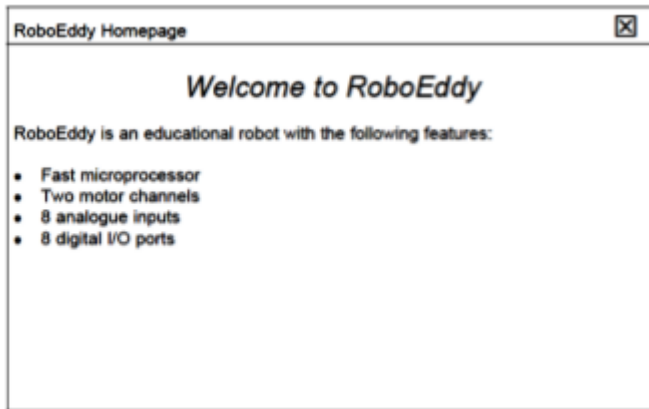 RoboEddy Homepage
Welcome to RoboEddy
RoboEddy is an educational robot with the following features:
• Fast microprocessor
• Two motor channels
• 8 analogue inputs
• 8 digital I/O ports